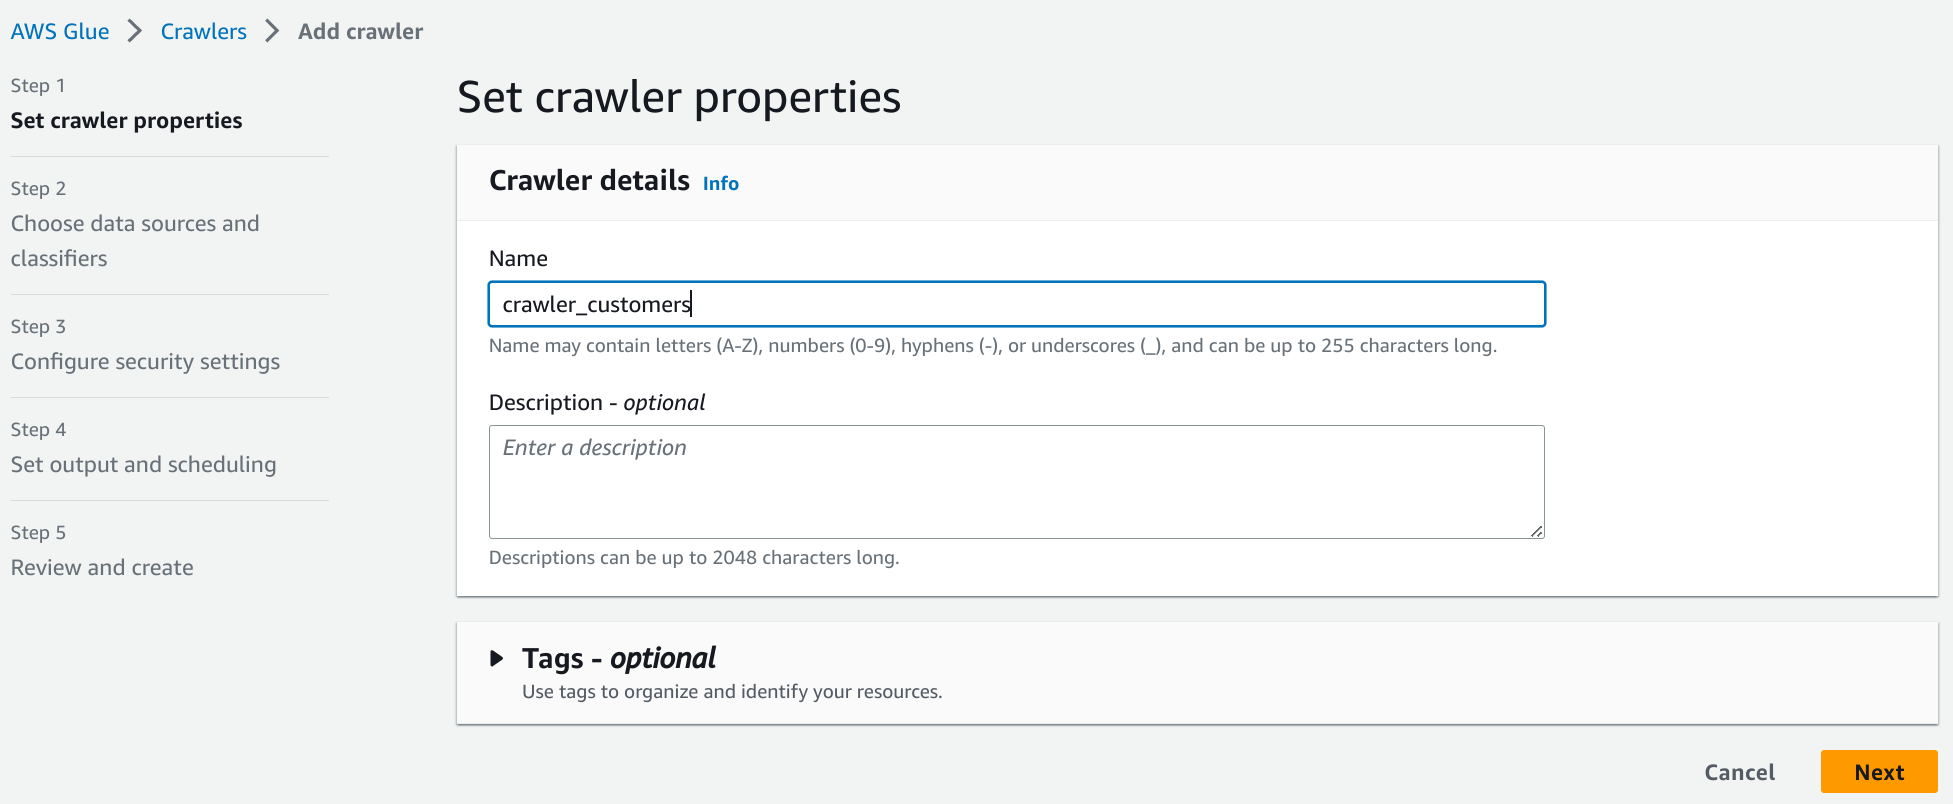 AWS Glue > Crawlers > Add crawler
Step 1
Set crawler properties
Step 2
Choose data sources and
classifiers
Step 3
Configure security settings
Step 4
Set output and scheduling
Step 5
Review and create
Set crawler properties
Crawler details Info
Name
crawler_customers
Name may contain letters (A-Z), numbers (0-9), hyphens (-), or underscores (_), and can be up to 255 characters long.
Description - optional
Enter a description
Descriptions can be up to 2048 characters long.
Tags - optional
Use tags to organize and identify your resources.
Cancel Next